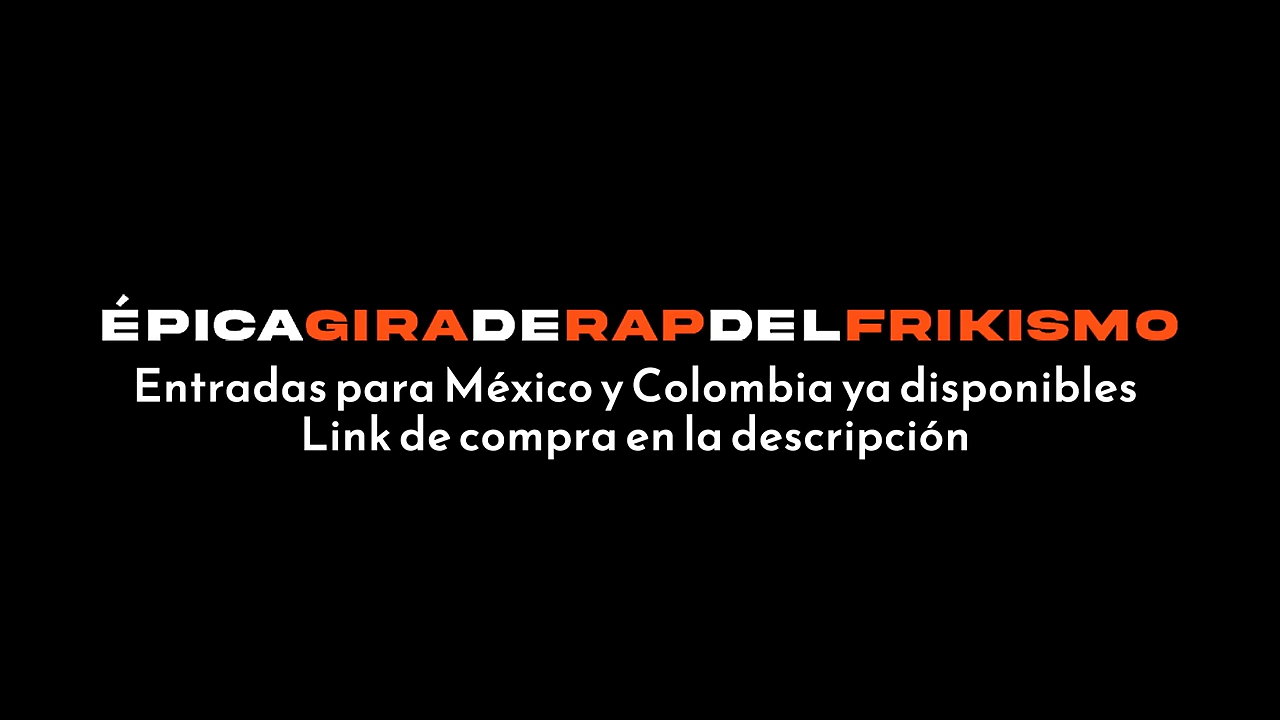 ÉPICAGIRADERAPDELFRIKISMO
Entradas para México y Colombia ya disponibles
Link de compra en la descripción